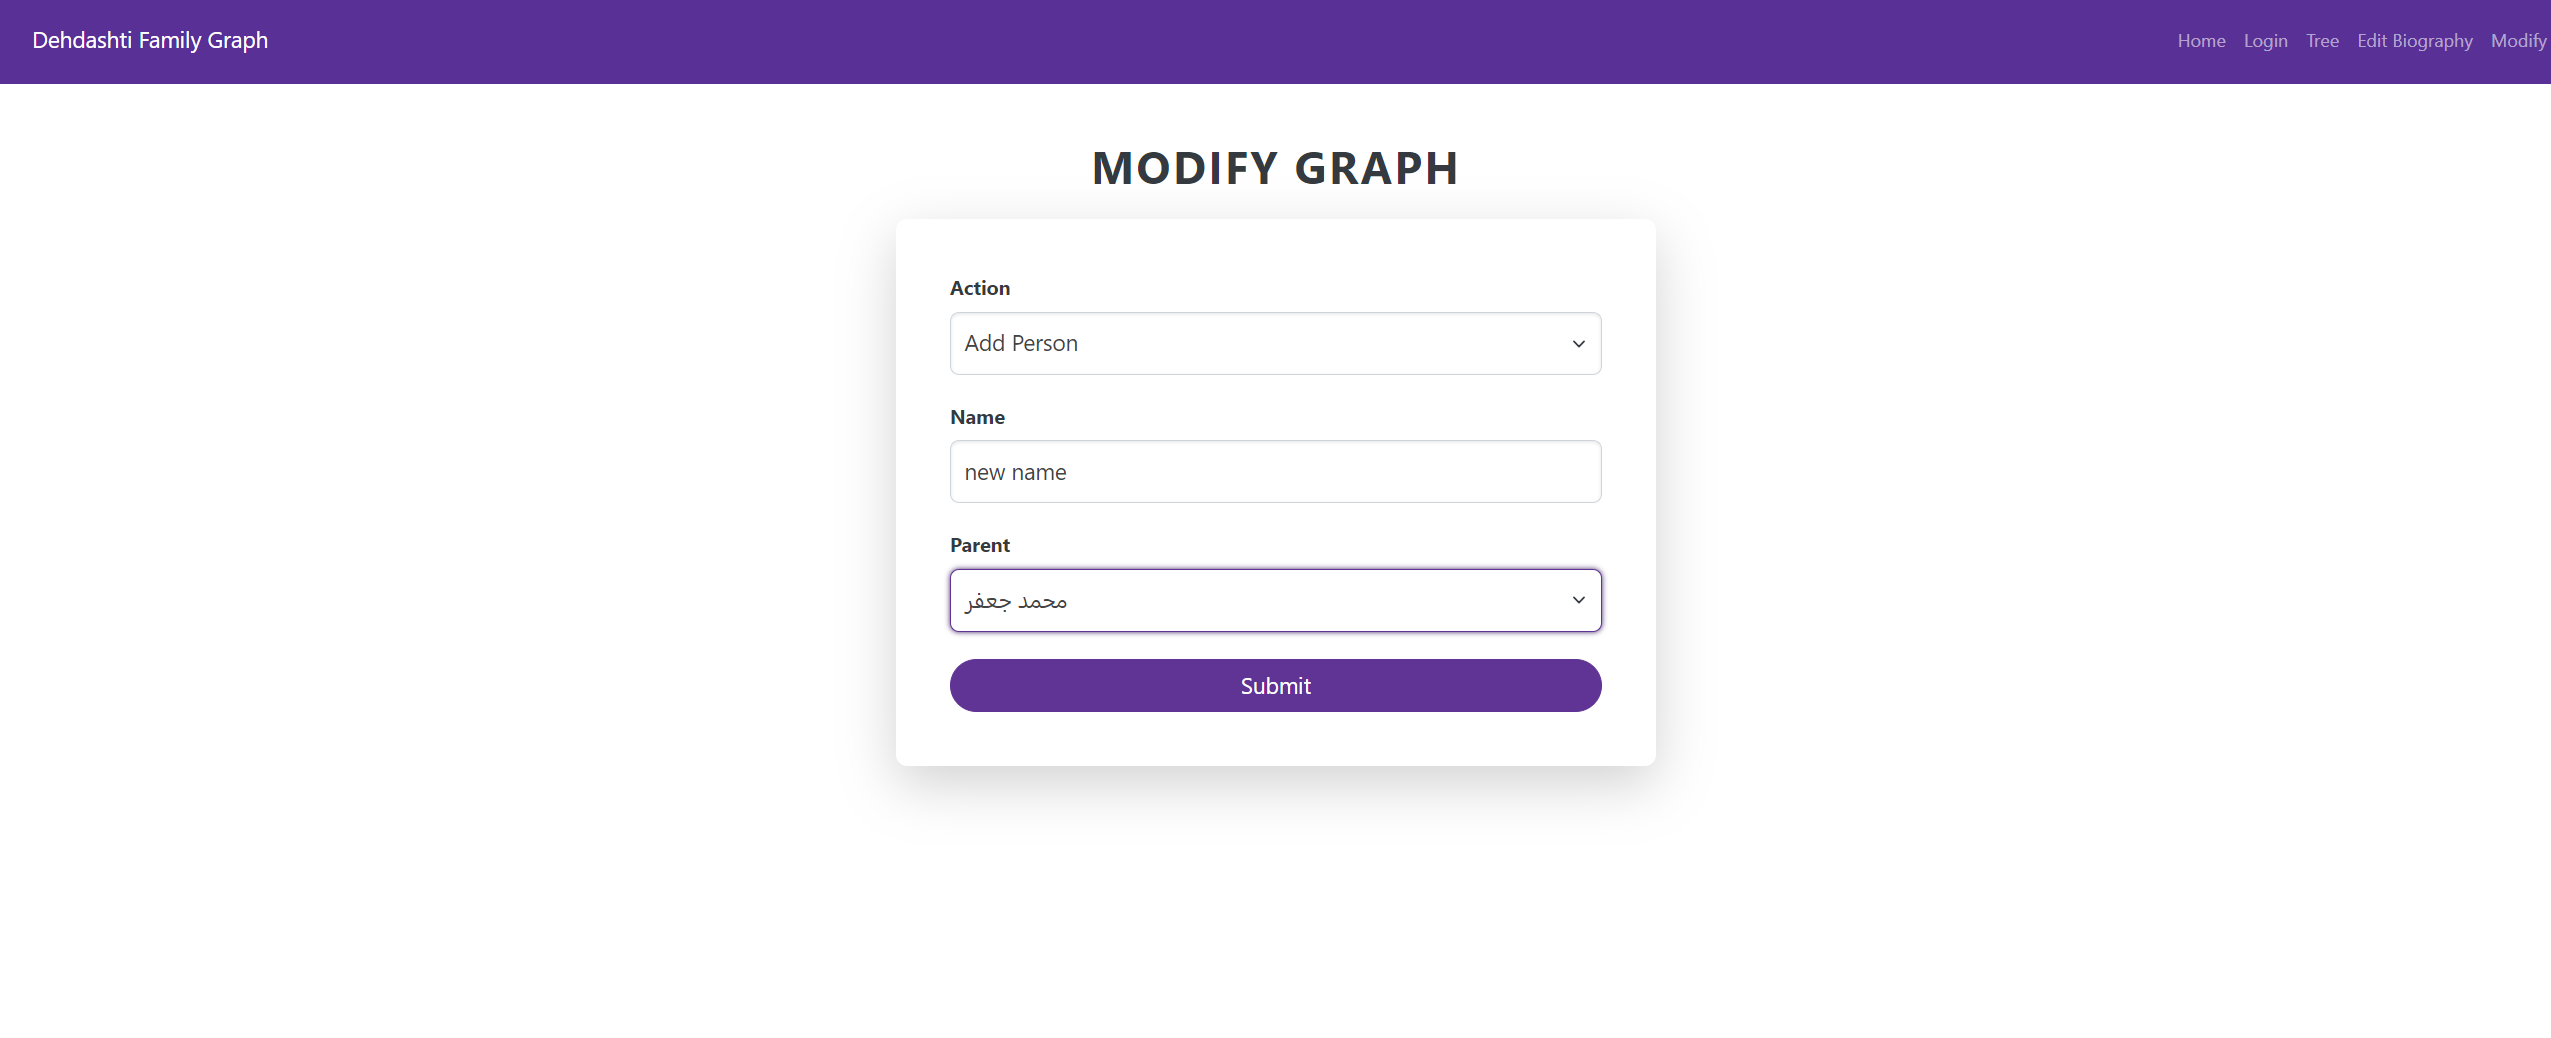 Dehdashti Family Graph
Home Login Tree Edit Biography Modify
MODIFY GRAPH
Action
Add Person
Name
new name
Parent
محمد جعفر
Submit